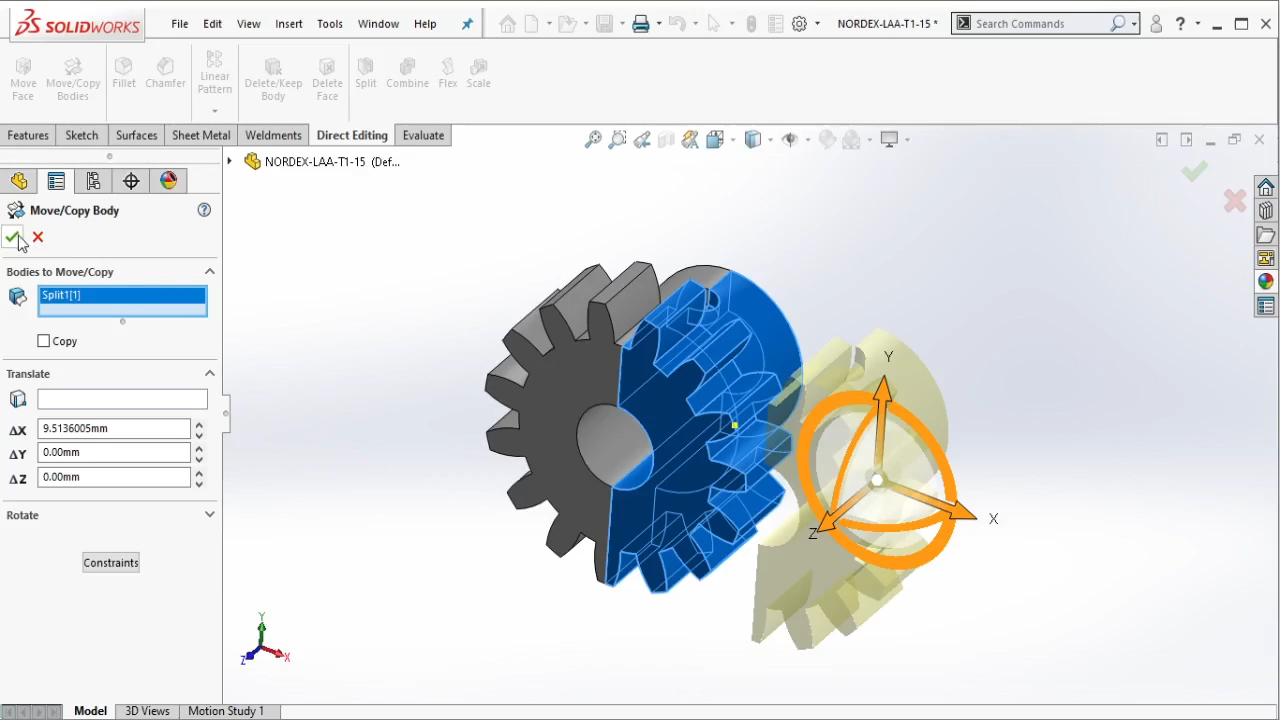 SOLIDWORKS File Edit View Insert Tools Window Help NORDEX-LAA-T1-15 * Search Commands ?
Move Face Move/Copy Bodies Fillet Chamfer Linear Pattern Delete/Keep Body Delete Face Split Combine Flex Scale
Features Sketch Surfaces Sheet Metal Weldments Direct Editing Evaluate
NORDEX-LAA-T1-15 (Def...
Move/Copy Body ?
Bodies to Move/Copy
Split1[1]
Copy
Translate
ΔX 9.5136005mm
ΔY 0.00mm
ΔZ 0.00mm
Rotate
Constraints
Y
X
Z
Y
Z X
Model 3D Views Motion Study 1